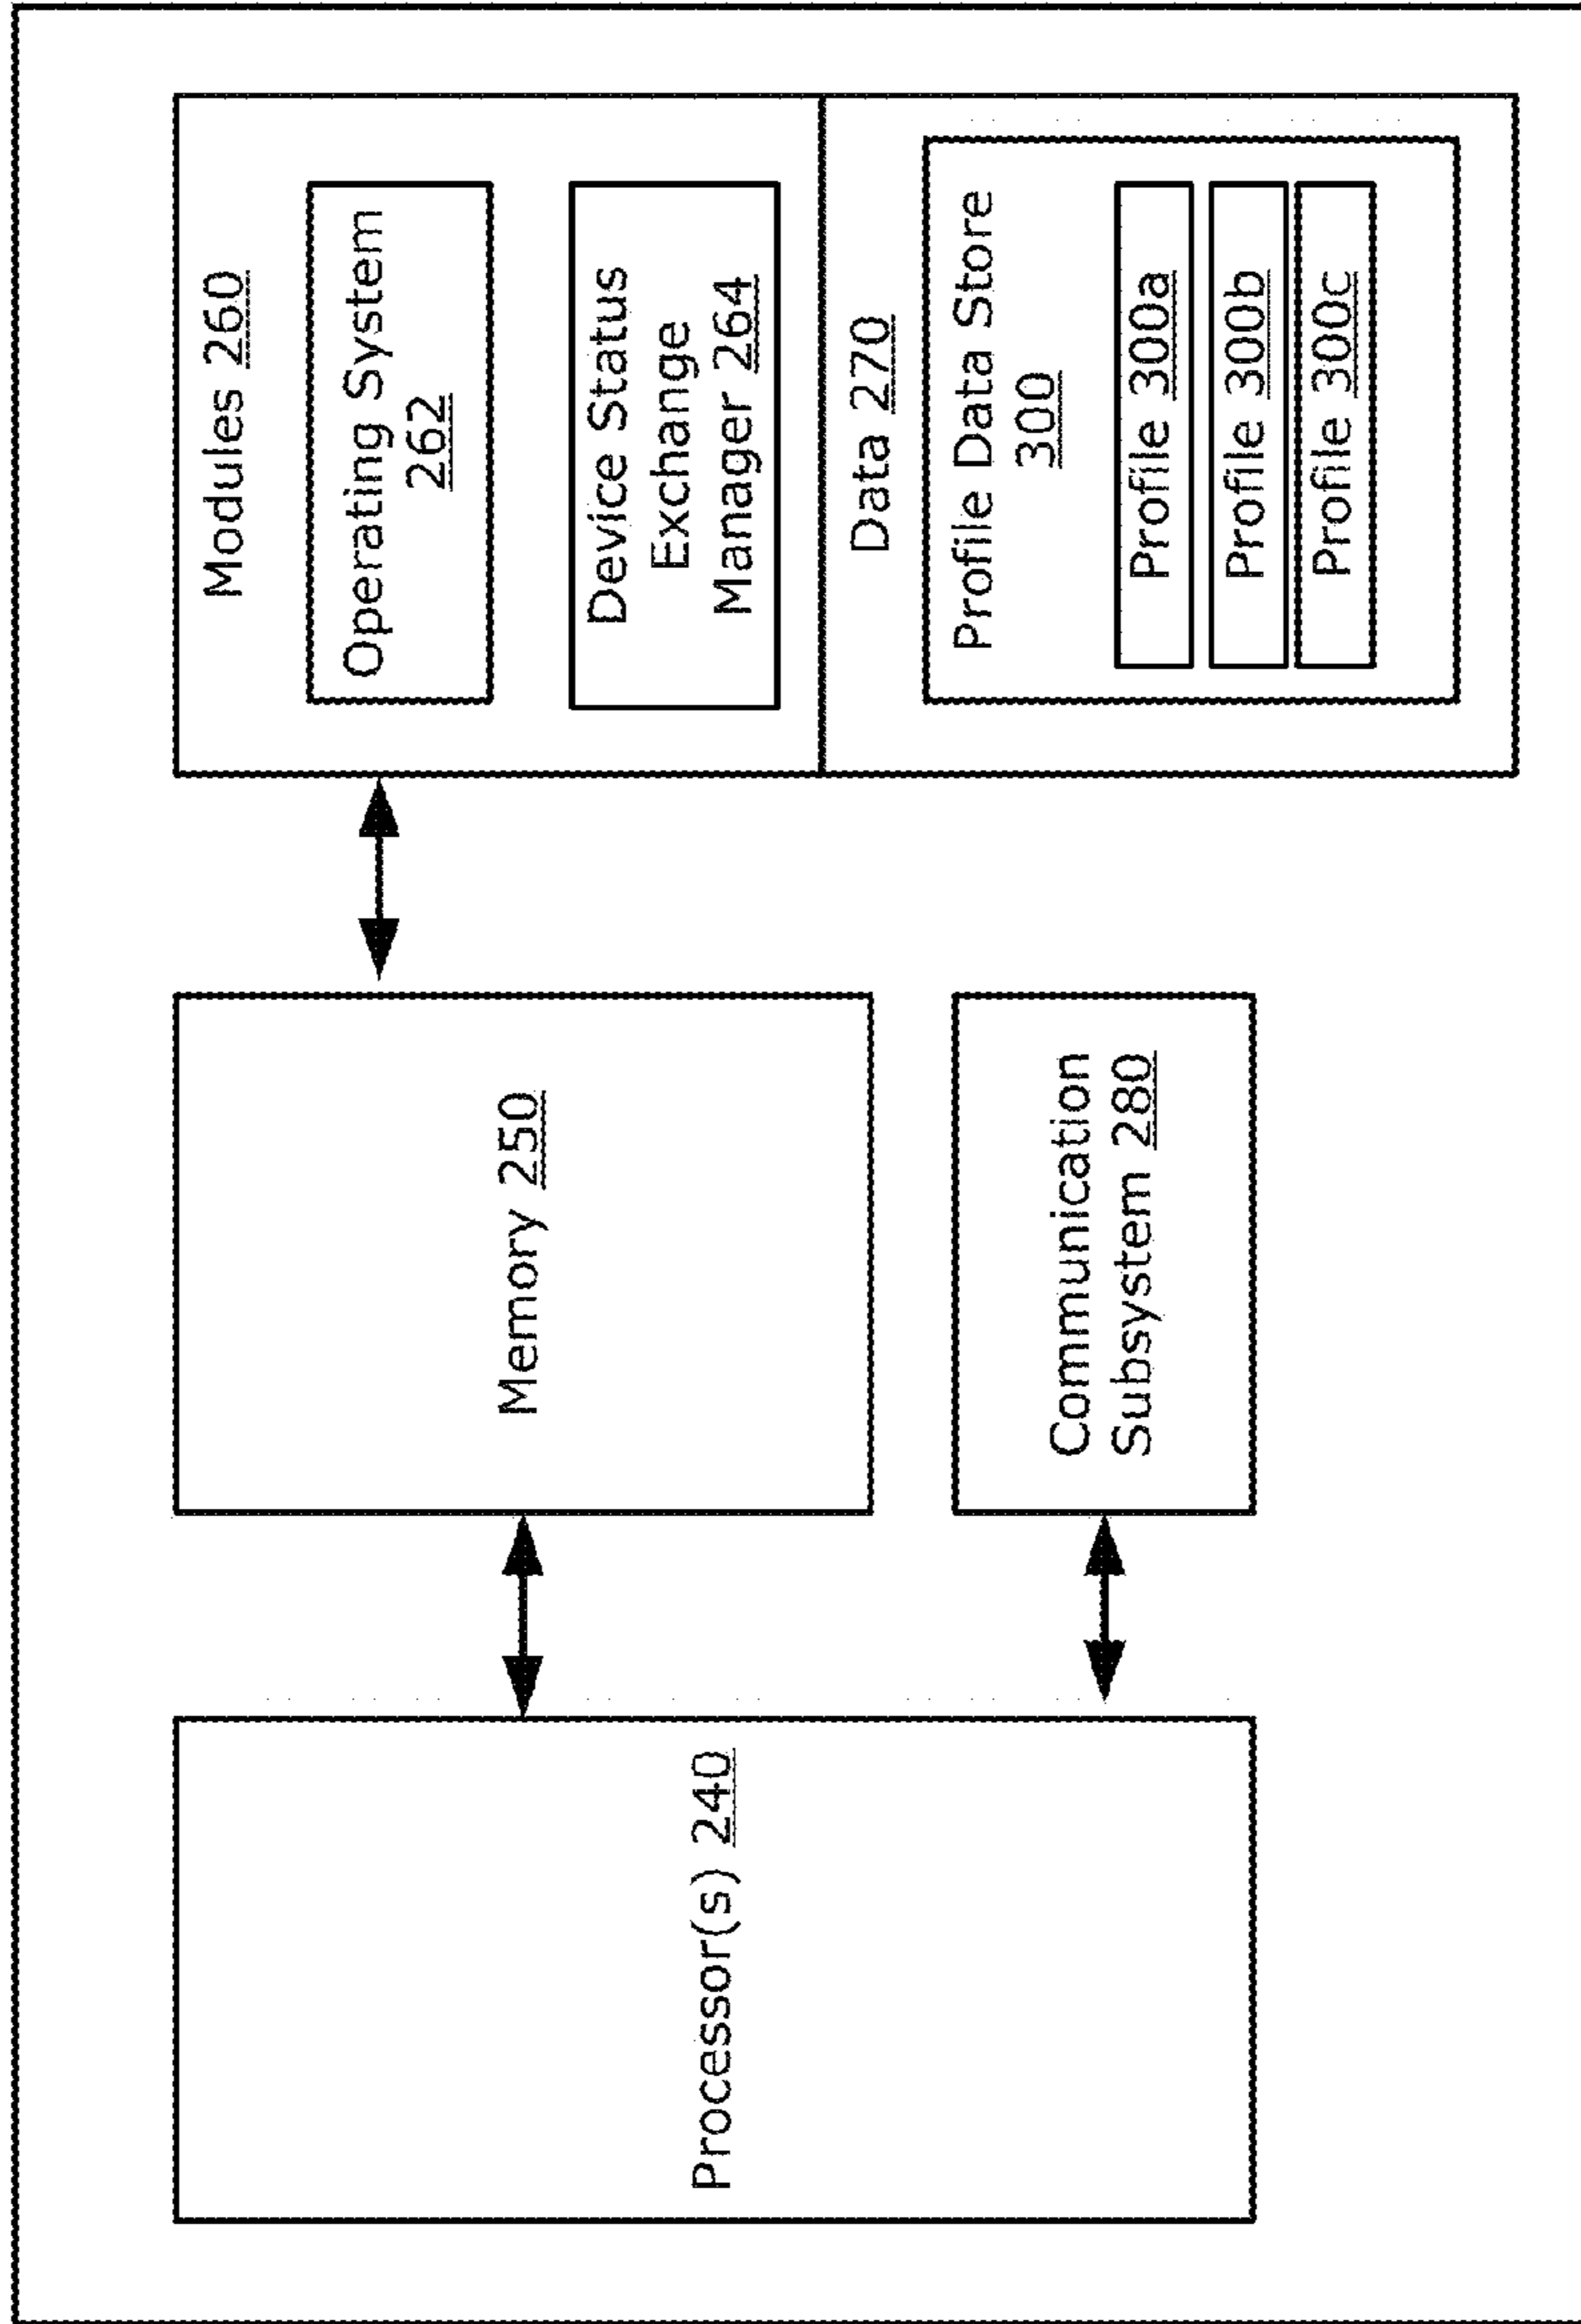 Processor(s) 240
Memory 250
Communication
Subsystem 280
Modules 260
Operating System
262
Device Status
Exchange
Manager 264
Data 270
Profile Data Store
300
Profile 300a
Profile 300b
Profile 300c